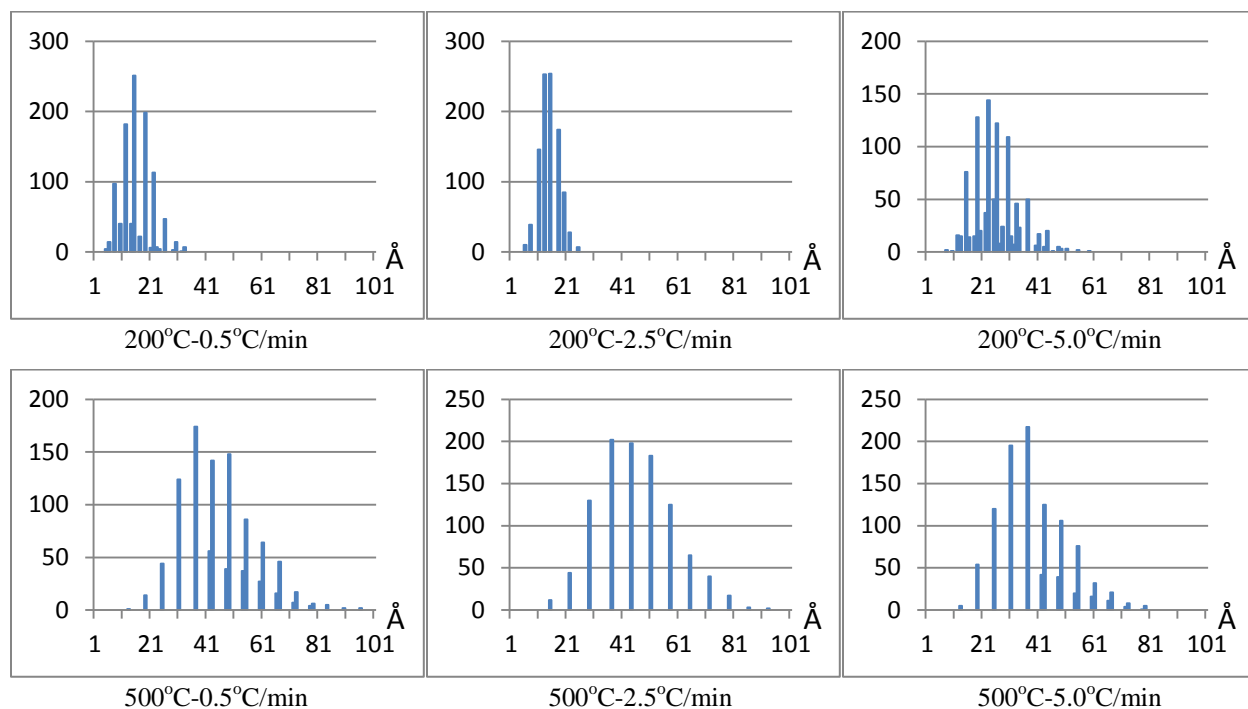 300
200
100
0
1 21 41 61 81 101
Å
200°C-0.5°C/min
300
200
100
0
1 21 41 61 81 101
Å
200°C-2.5°C/min
200
150
100
50
0
1 21 41 61 81 101
Å
200°C-5.0°C/min
200
150
100
50
0
1 21 41 61 81 101
Å
500°C-0.5°C/min
250
200
150
100
50
0
1 21 41 61 81 101
Å
500°C-2.5°C/min
250
200
150
100
50
0
1 21 41 61 81 101
Å
500°C-5.0°C/min